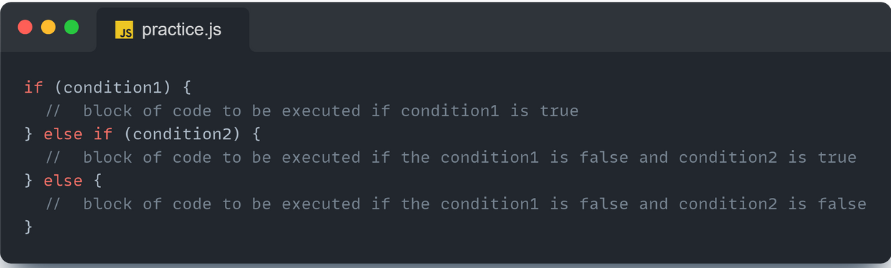 JS practice.js
if (condition1) {
  //  block of code to be executed if condition1 is true
} else if (condition2) {
  //  block of code to be executed if the condition1 is false and condition2 is true
} else {
  //  block of code to be executed if the condition1 is false and condition2 is false
}